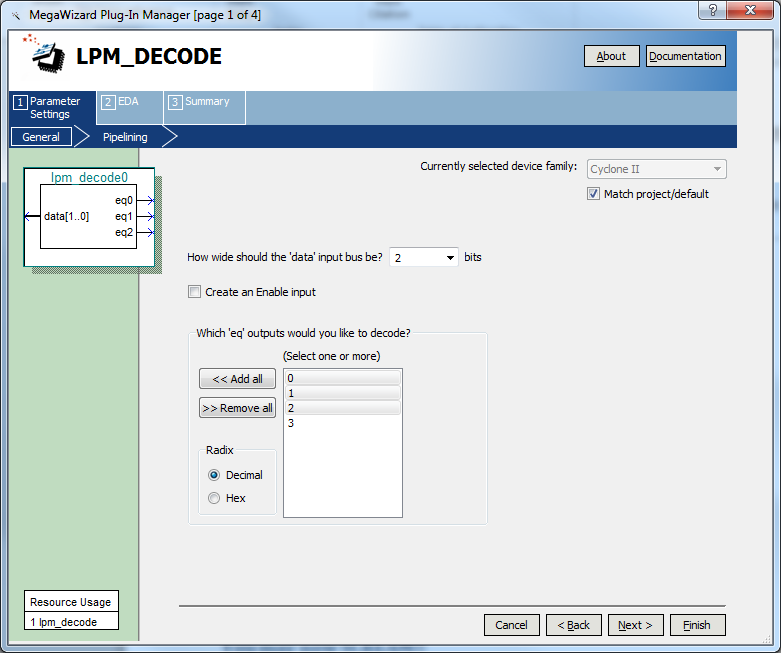 MegaWizard Plug-In Manager [page 1 of 4]
?
LPM_DECODE
About
Documentation
1 Parameter Settings
2 EDA
3 Summary
General
Pipelining
lpm_decode0
data[1..0]
eq0
eq1
eq2
Currently selected device family:
Cyclone II
Match project/default
How wide should the 'data' input bus be? 2 bits
Create an Enable input
Which 'eq' outputs would you like to decode?
(Select one or more)
<< Add all
>> Remove all
0
1
2
3
Radix
Decimal
Hex
Resource Usage
1 lpm_decode
Cancel
< Back
Next >
Finish